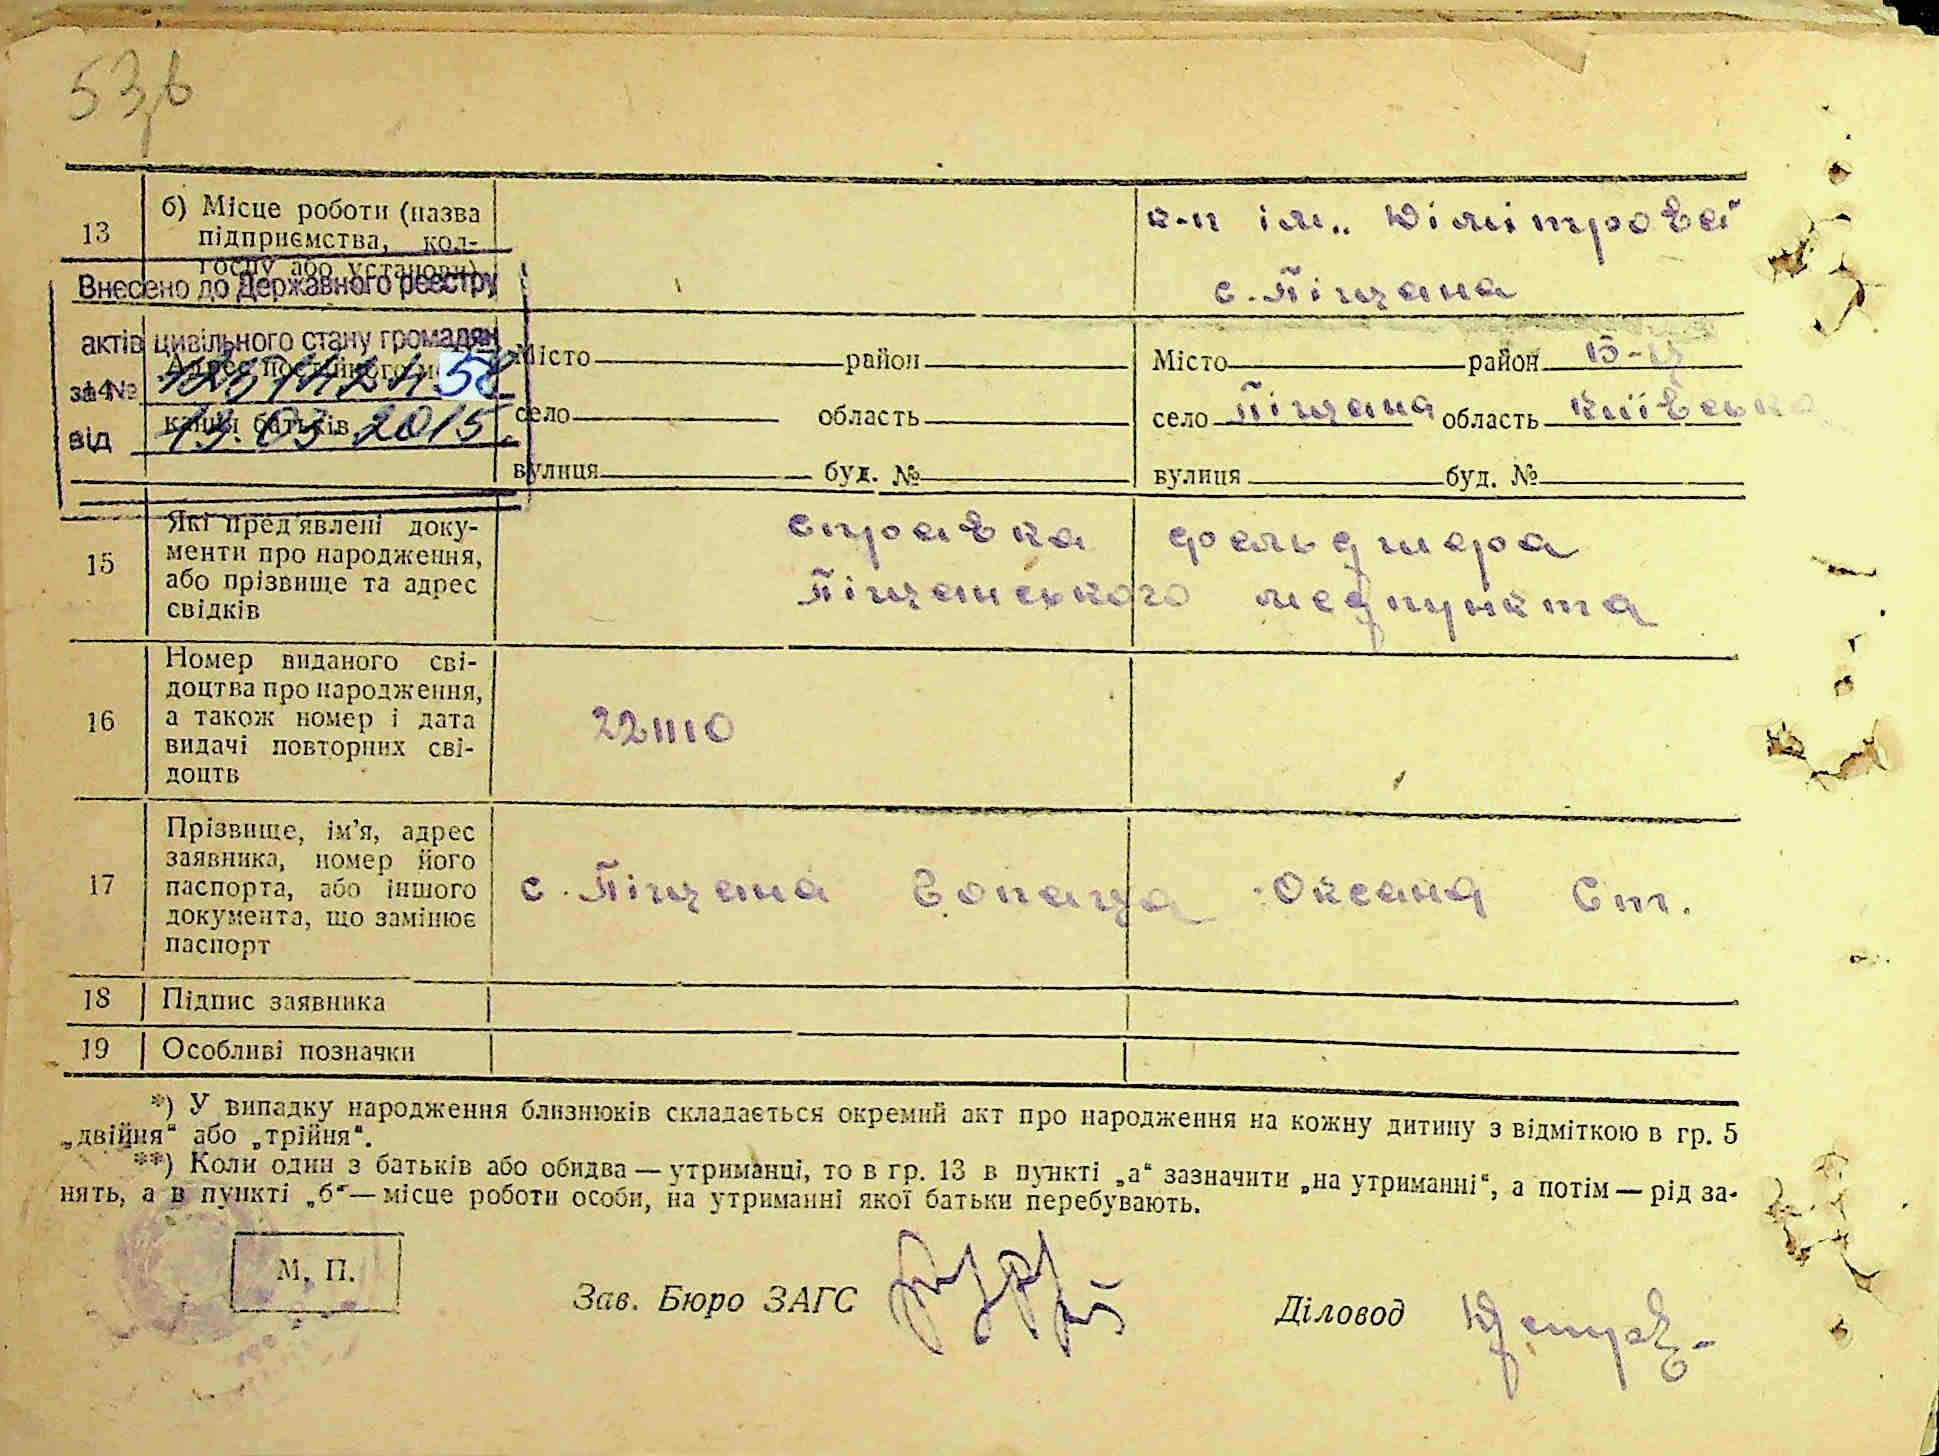 53
13
б) Місце роботи (назва
підприємства, кол-
госпу або установи)
к-п ім. Дімітрової
с. Піщана
Внесено до Державного реєстру
актів цивільного стану громадян
за №
від 13.03.2015
14
Адрес постійного
батьків
Місто район
село область
вулиця буд. №
Місто район
село Піщана область Київська
вулиця буд. №
15
Які пред'явлені доку-
менти про народження,
або прізвище та адрес
свідків
справка фельдшера
Піщанського медпункта
16
Номер виданого сві-
доцтва про народження,
а також номер і дата
видачі повторних сві-
доцтв
221110
17
Прізвище, ім’я, адрес
заявника, номер його
паспорта, або іншого
документа, що замінює
паспорт
с. Піщана Оксана Ст.
18 Підпис заявника
19 Особливі позначки
*) У випадку народження близнюків складається окремий акт про народження на кожну дитину з відміткою в гр. 5
„двійня“ або „трійня“.
**) Коли один з батьків або обидва — утриманці, то в гр. 13 в пункті „а“ зазначити „на утриманні“, а потім — рід за-
нять, а в пункті „б“ — місце роботи особи, на утриманні якої батьки перебувають.
М. П.
Зав. Бюро ЗАГС
Діловод